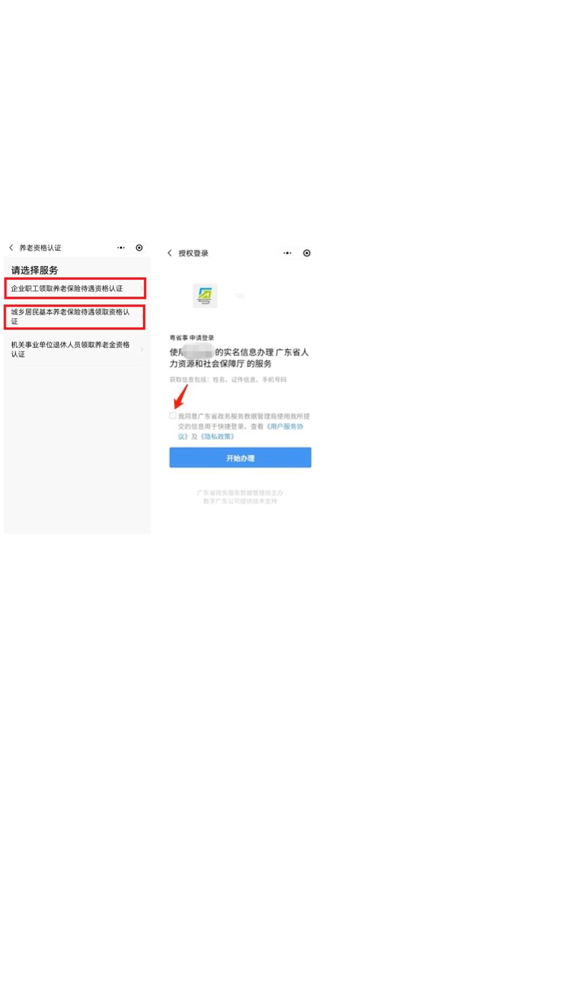 养老资格认证
请选择服务
企业职工领取养老保险待遇资格认证
城乡居民基本养老保险待遇领取资格认
证
机关事业单位退休人员领取养老金资格
认证
授权登录
粤省事 申请登录
使用 的实名信息办理 广东省人
力资源和社会保障厅 的服务
获取信息包括：姓名、证件信息、手机号码
我同意广东省政务服务数据管理局使用我所提
交的信息用于快捷登录。查看《用户服务协
议》及《隐私政策》
开始办理
广东省政务服务数据管理局主办
数字广东公司提供技术支持